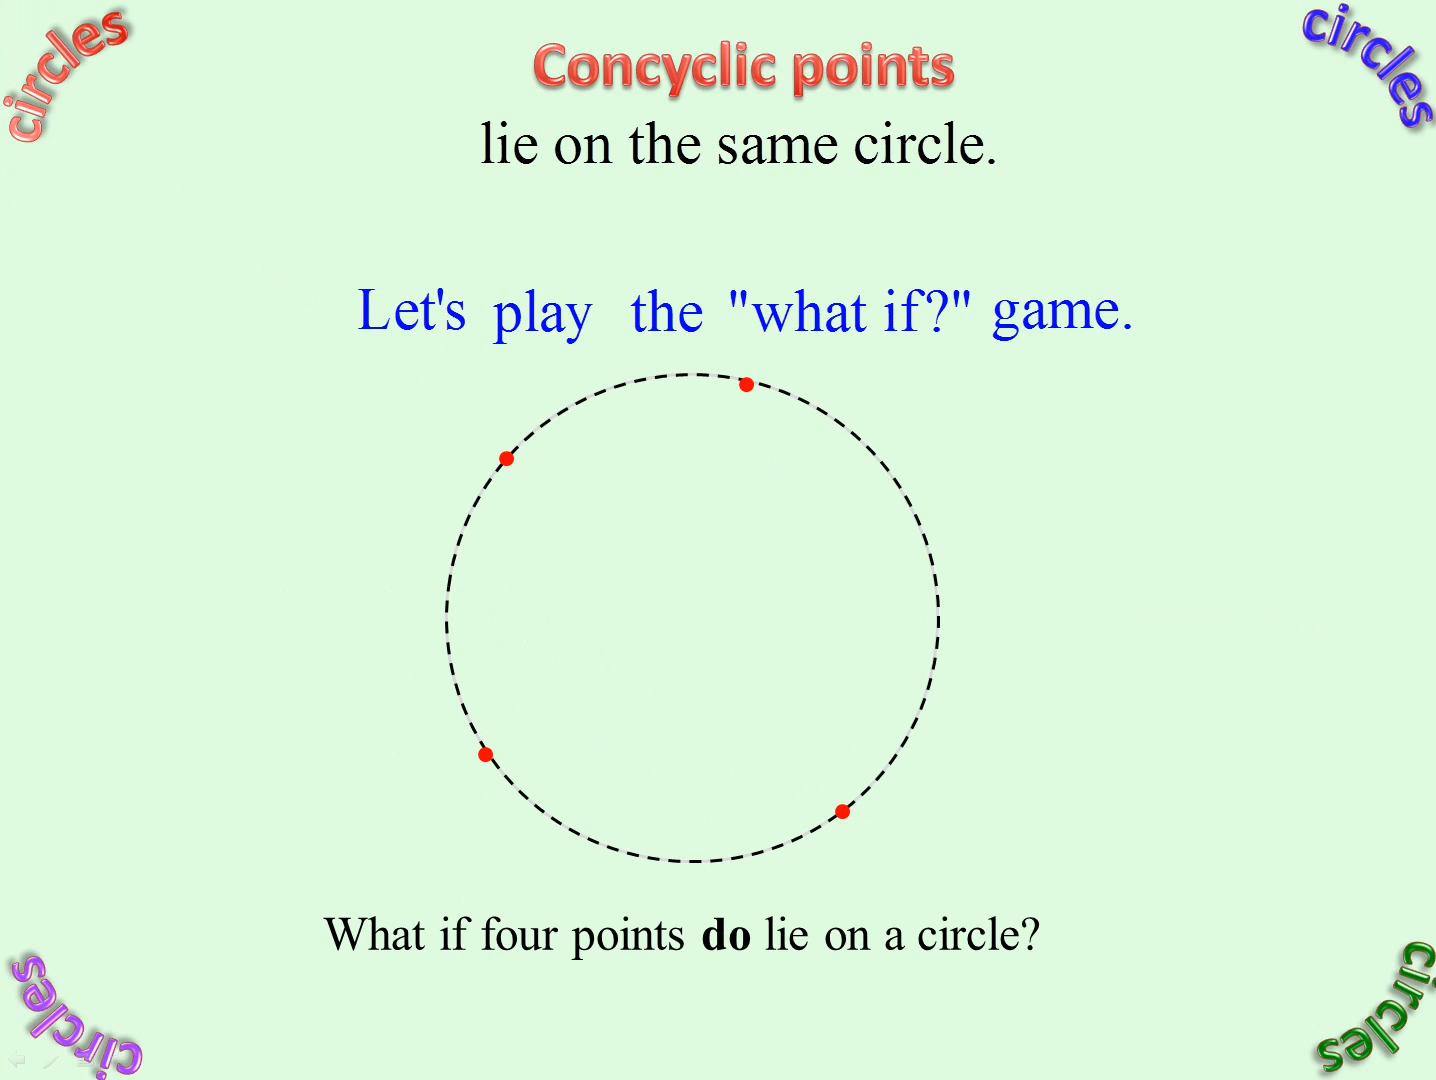 circles
circles
Concyclic points
lie on the same circle.
Let's play the "what if?" game.
What if four points do lie on a circle?
circles
circles